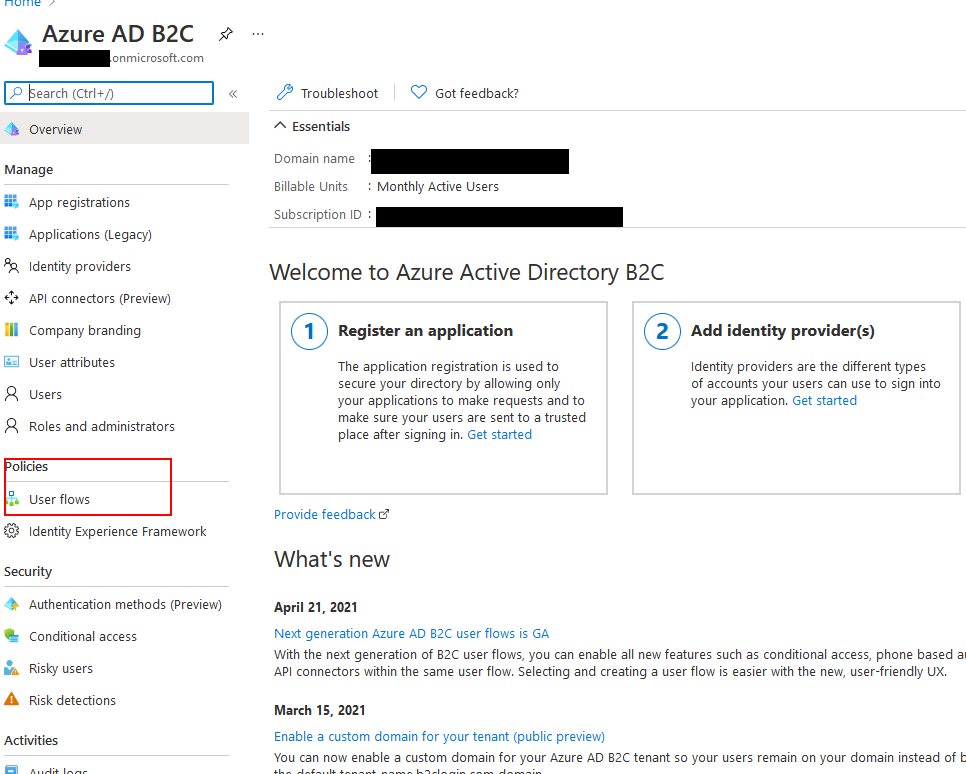 Home
Azure AD B2C
.onmicrosoft.com
Search (Ctrl+/)
Overview
Manage
App registrations
Applications (Legacy)
Identity providers
API connectors (Preview)
Company branding
User attributes
Users
Roles and administrators
Policies
User flows
Identity Experience Framework
Security
Authentication methods (Preview)
Conditional access
Risky users
Risk detections
Activities
Audit logs
Troubleshoot
Got feedback?
Essentials
Domain name :
Billable Units : Monthly Active Users
Subscription ID :
Welcome to Azure Active Directory B2C
1
Register an application
The application registration is used to
secure your directory by allowing only
your applications to make requests and to
make sure your users are sent to a trusted
place after signing in. Get started
2
Add identity provider(s)
Identity providers are the different types
of accounts your users can use to sign into
your application. Get started
Provide feedback
What's new
April 21, 2021
Next generation Azure AD B2C user flows is GA
With the next generation of B2C user flows, you can enable all new features such as conditional access, phone based
API connectors within the same user flow. Selecting and creating a user flow is easier with the new, user-friendly UX.
March 15, 2021
Enable a custom domain for your tenant (public preview)
You can now enable a custom domain for your Azure AD B2C tenant so your users remain on your domain instead of
the default tenant-name.b2clogin.com domain.